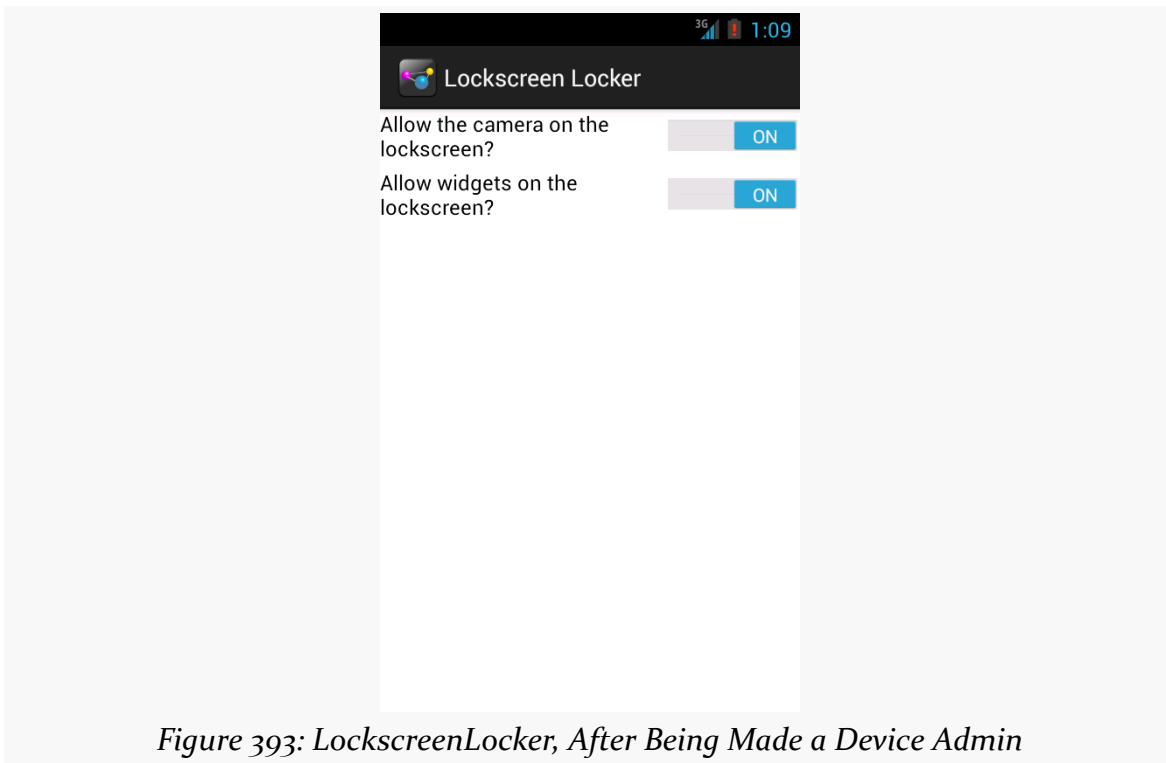 3G 1:09
Lockscreen Locker
Allow the camera on the
lockscreen?
ON
Allow widgets on the
lockscreen?
ON
Figure 393: LockscreenLocker, After Being Made a Device Admin